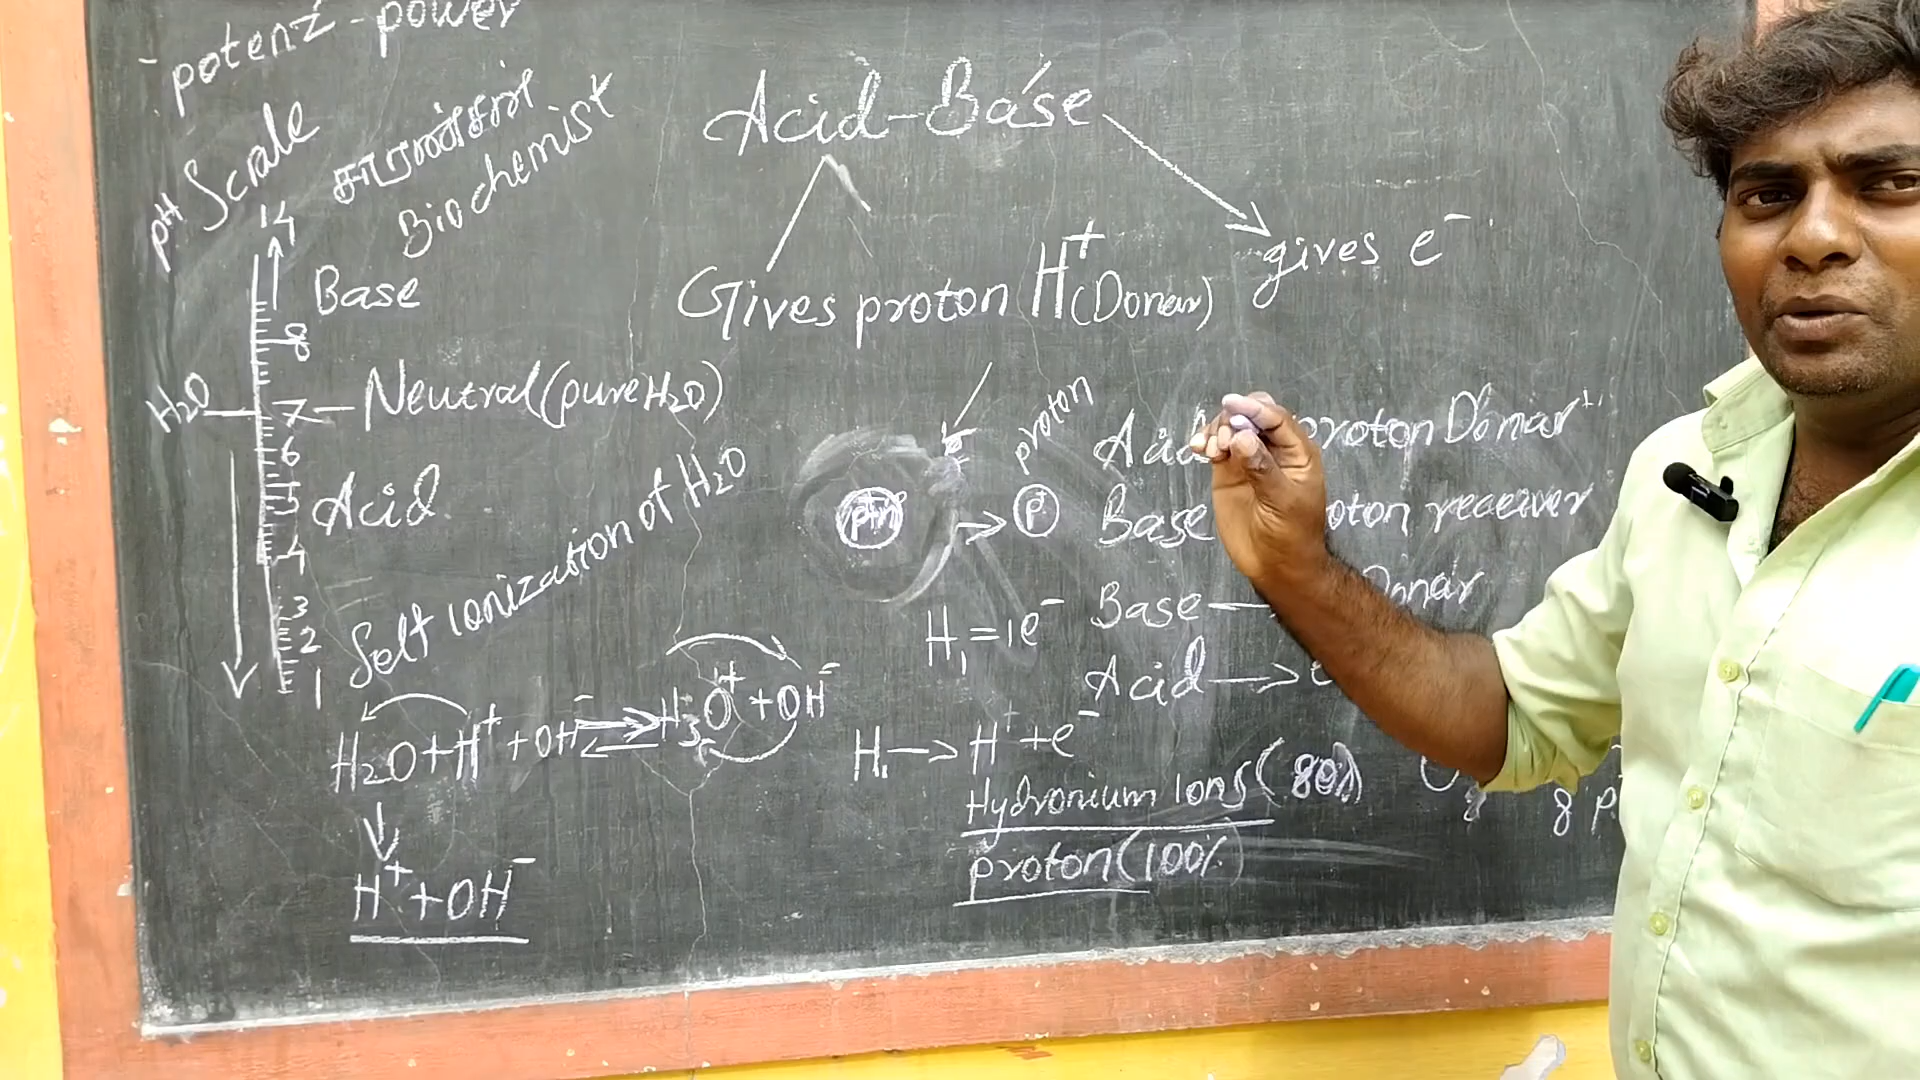 potenz - power
pH Scale
Biochemist
14
Base
8
H2O
7 - Neutral (pure H2O)
6
5
Acid
4
3
2
1
Self ionization of H2O
H2O + H+ + OH- ⇌ H3O+ + OH-
H+ + OH-
Acid-Base
Gives proton H+ (Donar)
gives e-
proton
p+
Acid proton Donar
Base receiver
Base — Donar
Acid →
H1 = 1e-
H. → H+ + e-
Hydronium Ions (80%)
proton (100%)
8 p